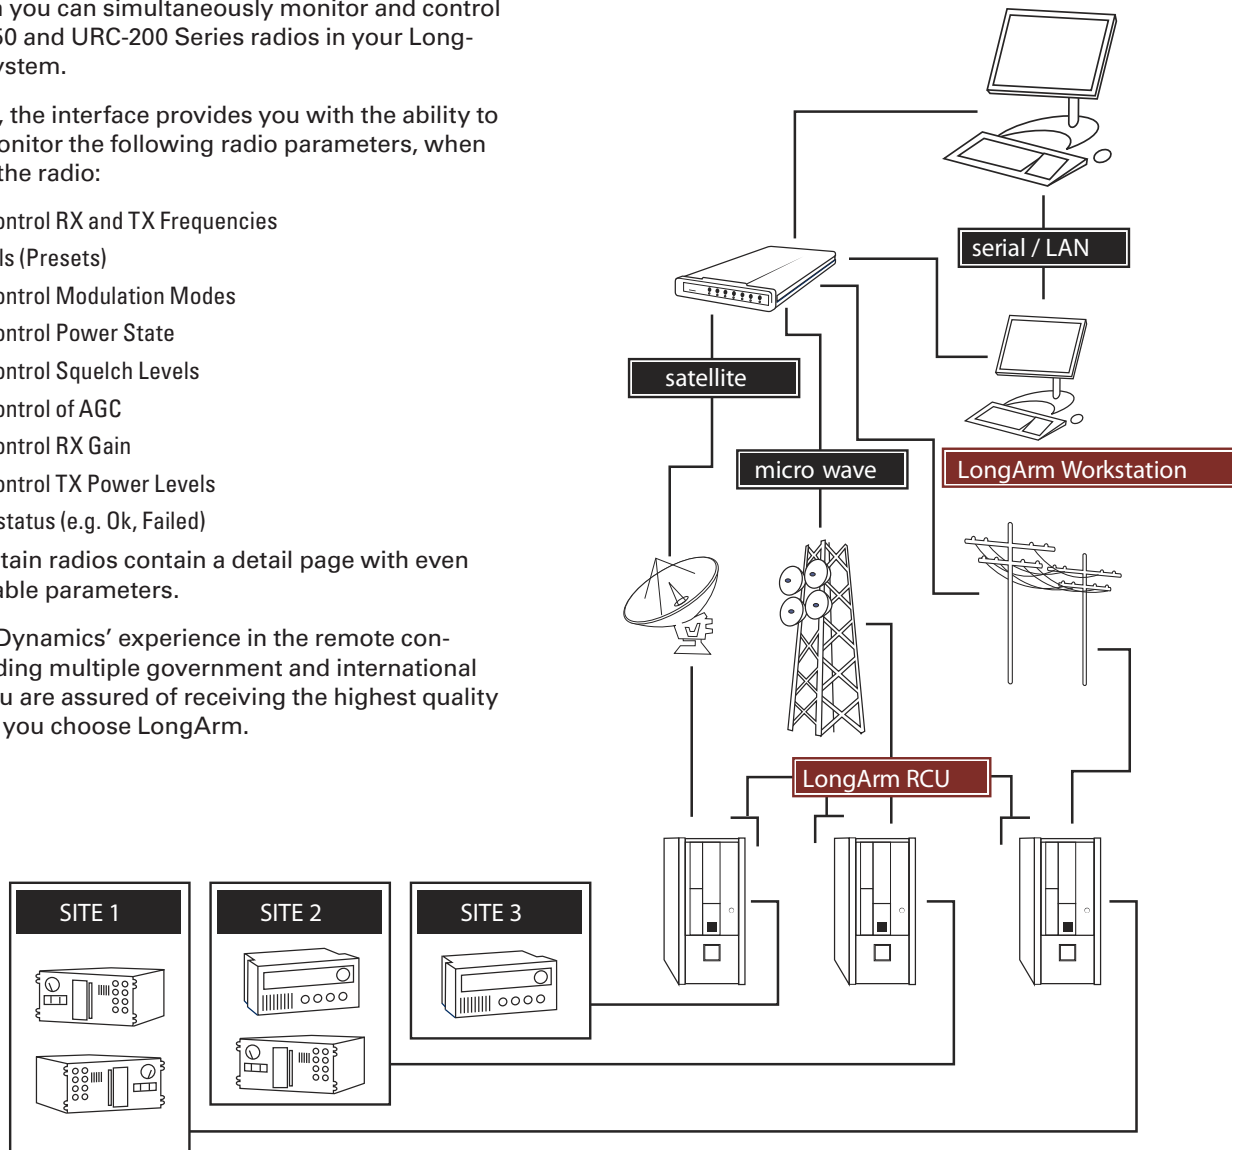 you can simultaneously monitor and control
50 and URC-200 Series radios in your Long-
ystem.
, the interface provides you with the ability to
onitor the following radio parameters, when
the radio:
ontrol RX and TX Frequencies
ls (Presets)
ontrol Modulation Modes
ontrol Power State
ontrol Squelch Levels
ontrol of AGC
ontrol RX Gain
ontrol TX Power Levels
status (e.g. Ok, Failed)
tain radios contain a detail page with even
able parameters.
Dynamics’ experience in the remote con-
ding multiple government and international
u are assured of receiving the highest quality
you choose LongArm.
serial / LAN
satellite
micro wave
LongArm Workstation
LongArm RCU
SITE 1
SITE 2
SITE 3